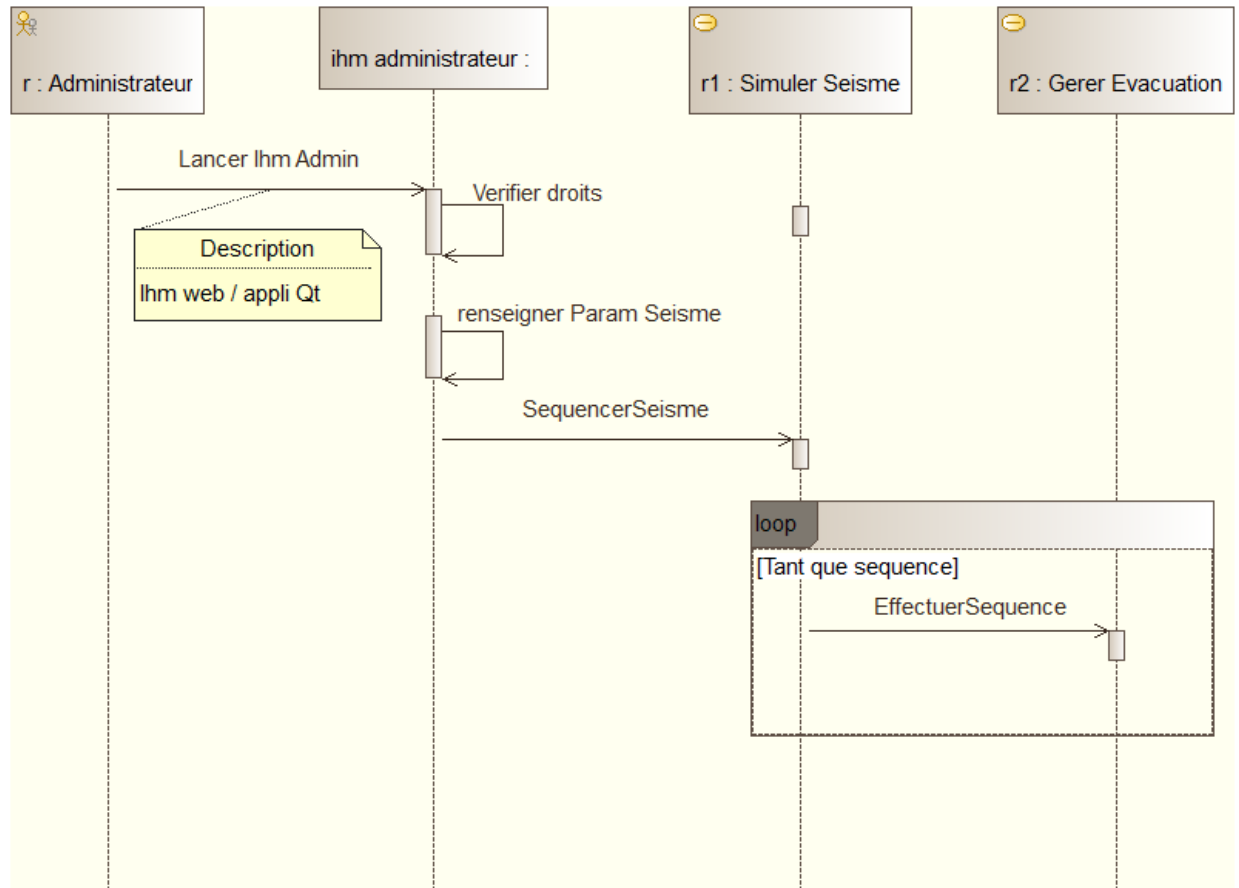 r : Administrateur
ihm administrateur :
r1 : Simuler Seisme
r2 : Gerer Evacuation
Lancer Ihm Admin
Verifier droits
Description
Ihm web / appli Qt
renseigner Param Seisme
SequencerSeisme
loop
[Tant que sequence]
EffectuerSequence